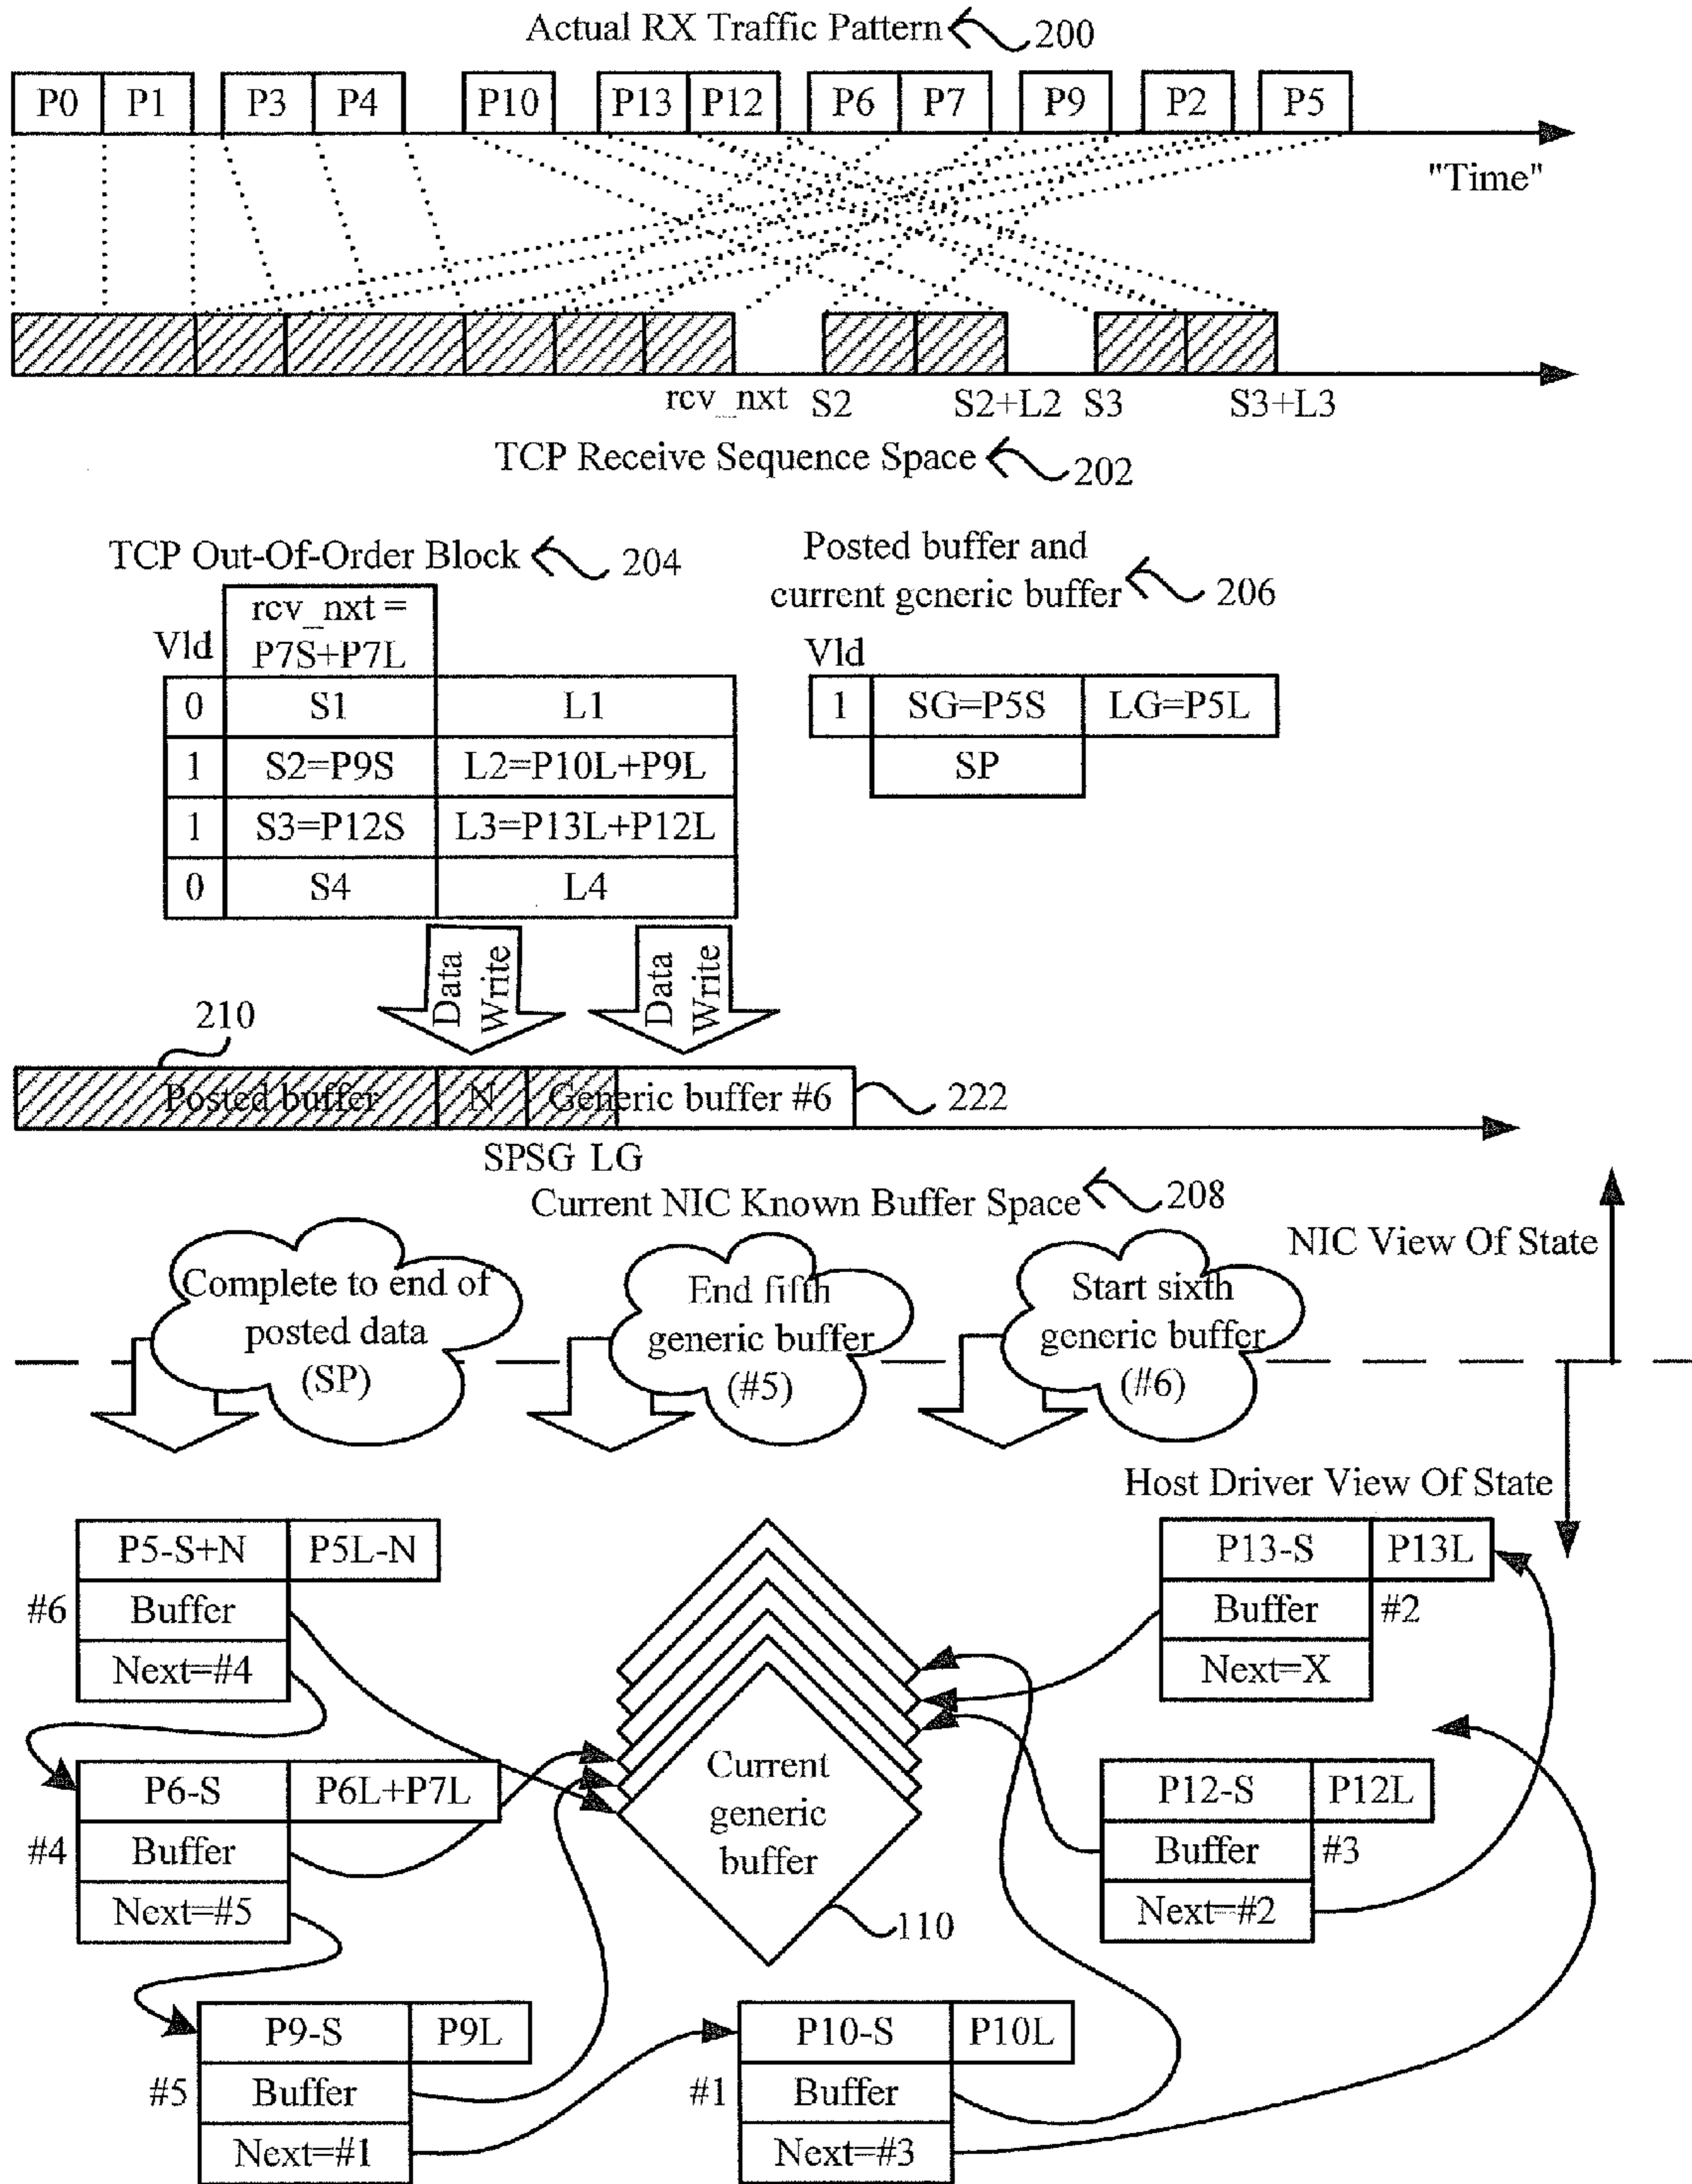 Actual RX Traffic Pattern 200
P0 P1 P3 P4 P10 P13 P12 P6 P7 P9 P2 P5
"Time"
rcv_nxt S2 S2+L2 S3 S3+L3
TCP Receive Sequence Space 202
TCP Out-Of-Order Block 204
Posted buffer and
current generic buffer 206
Vld
rcv_nxt =
P7S+P7L
0 S1 L1
1 S2=P9S L2=P10L+P9L
1 S3=P12S L3=P13L+P12L
0 S4 L4
Vld
1 SG=P5S LG=P5L
SP
Data
Write
Data
Write
210
Posted buffer N Generic buffer #6 222
SPSG LG
Current NIC Known Buffer Space 208
NIC View Of State
Complete to end of
posted data
(SP)
End fifth
generic buffer
(#5)
Start sixth
generic buffer
(#6)
Host Driver View Of State
P5-S+N P5L-N
#6 Buffer
Next=#4
P13-S P13L
Buffer #2
Next=X
P6-S P6L+P7L
#4 Buffer
Next=#5
Current
generic
buffer
110
P12-S P12L
Buffer #3
Next=#2
P9-S P9L
#5 Buffer
Next=#1
P10-S P10L
#1 Buffer
Next=#3